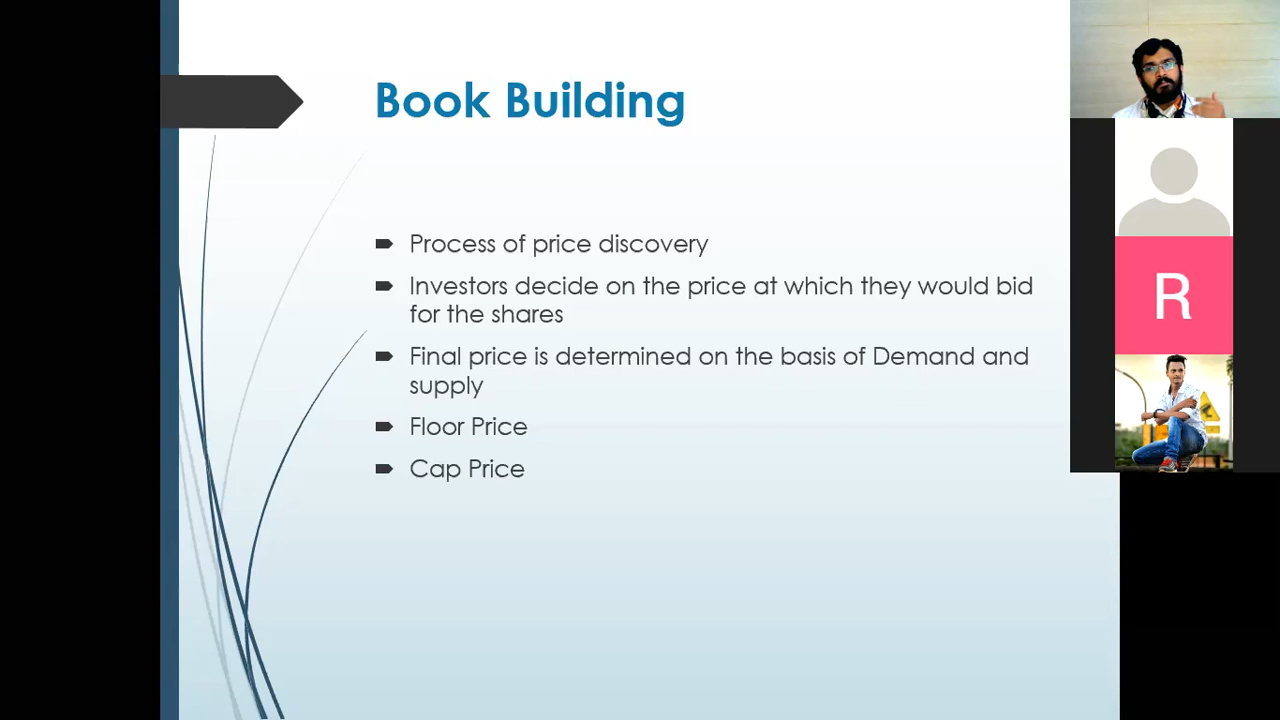 Book Building
Process of price discovery
Investors decide on the price at which they would bid
for the shares
Final price is determined on the basis of Demand and
supply
Floor Price
Cap Price
R